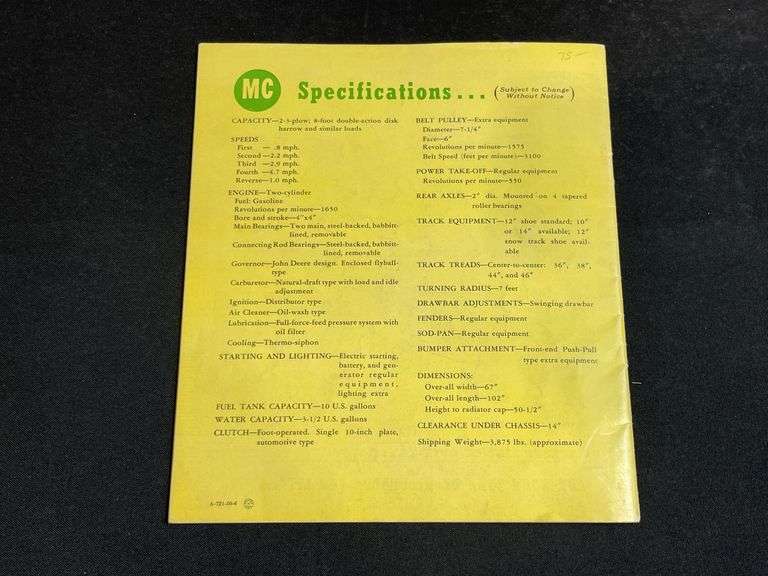 75-
MC Specifications... (Subject to Change
Without Notice)
CAPACITY—2-3-plow; 8-foot double-action disk
harrow and similar loads
SPEEDS
First — .8 mph.
Second—2.2 mph.
Third —2.9 mph.
Fourth —4.7 mph.
Reverse—1.0 mph.
ENGINE—Two-cylinder
Fuel: Gasoline
Revolutions per minute—1650
Bore and stroke—4"x4"
Main Bearings—Two main, steel-backed, babbitt-
lined, removable
Connecting Rod Bearings—Steel-backed, babbitt-
lined, removable
Governor—John Deere design. Enclosed flyball-
type
Carburetor—Natural-draft type with load and idle
adjustment
Ignition—Distributor type
Air Cleaner—Oil-wash type
Lubrication—Full-force-feed pressure system with
oil filter
Cooling—Thermo-siphon
STARTING AND LIGHTING—Electric starting,
battery, and gen-
erator regular
equipment,
lighting extra
FUEL TANK CAPACITY—10 U.S. gallons
WATER CAPACITY—3-1/2 U.S. gallons
CLUTCH—Foot-operated. Single 10-inch plate,
automotive type
BELT PULLEY—Extra equipment
Diameter—7-1/4"
Face—6"
Revolutions per minute—1575
Belt Speed (feet per minute)—3100
POWER TAKE-OFF—Regular equipment
Revolutions per minute—550
REAR AXLES—2" dia. Mounted on 4 tapered
roller bearings
TRACK EQUIPMENT—12" shoe standard; 10"
or 14" available; 12"
snow track shoe avail-
able
TRACK TREADS—Center-to-center: 36", 38",
44", and 46"
TURNING RADIUS—7 feet
DRAWBAR ADJUSTMENTS—Swinging drawbar
FENDERS—Regular equipment
SOD-PAN—Regular equipment
BUMPER ATTACHMENT—Front-end Push-Pull
type extra equipment
DIMENSIONS:
Over-all width—67"
Over-all length—102"
Height to radiator cap—50-1/2"
CLEARANCE UNDER CHASSIS—14"
Shipping Weight—3,875 lbs. (approximate)